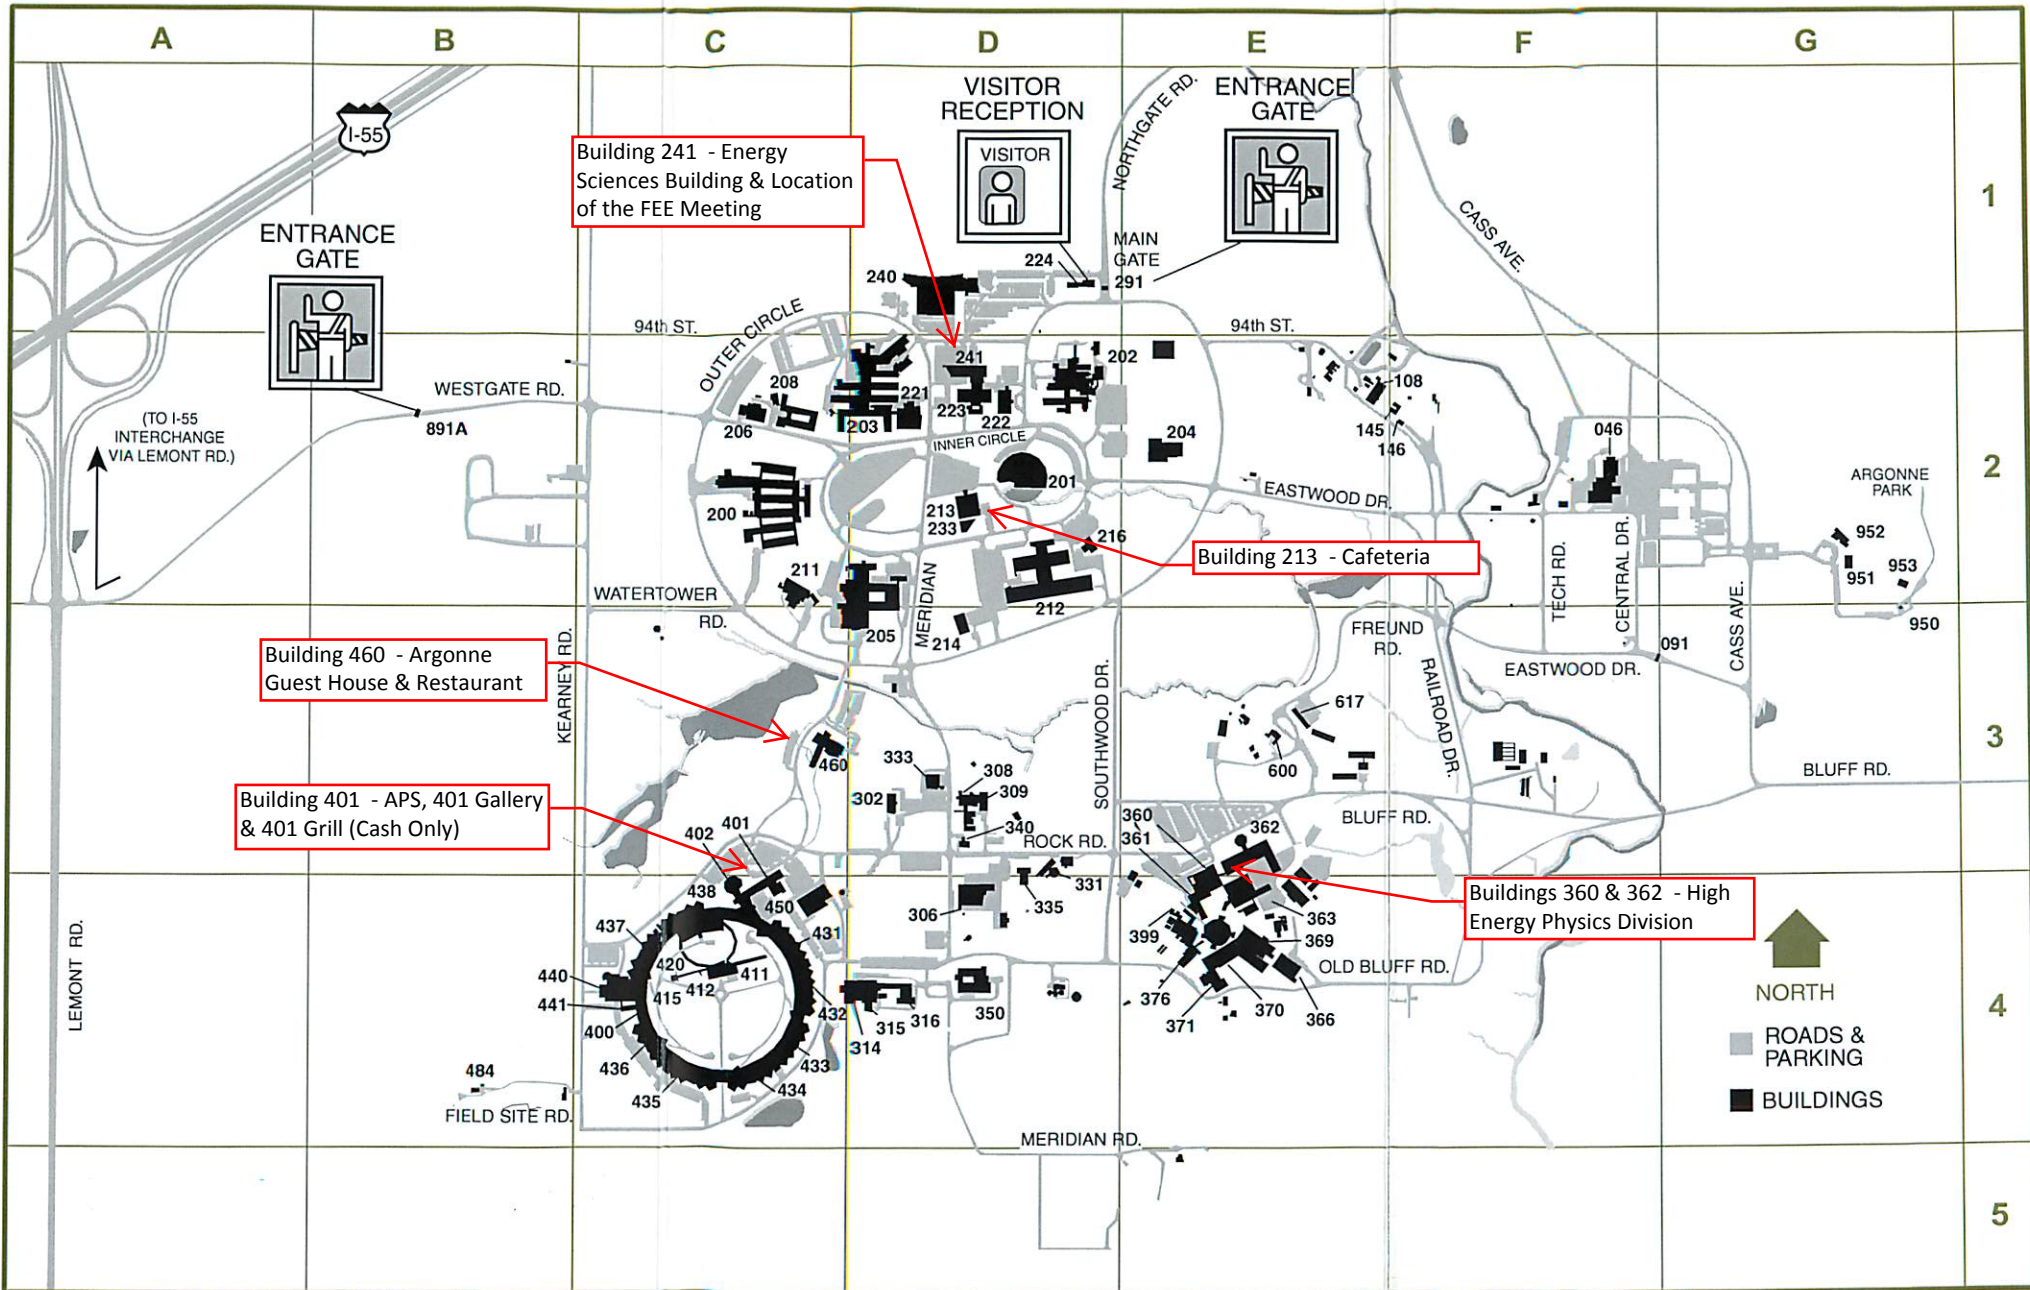 A B C D E F G
1
2
3
4
5
I-55
ENTRANCE
GATE
VISITOR
RECEPTION
VISITOR
ENTRANCE
GATE
NORTHGATE RD.
CASS AVE.
Building 241 - Energy
Sciences Building & Location
of the FEE Meeting
MAIN
GATE
224
291
240
94th ST.
OUTER CIRCLE
94th ST.
WESTGATE RD.
891A
(TO I-55
INTERCHANGE
VIA LEMONT RD.)
208
206
221
203
241
223
222
202
INNER CIRCLE
204
108
145
146
046
201
200
213
233
216
EASTWOOD DR.
ARGONNE
PARK
952
951
953
950
Building 213 - Cafeteria
211
WATERTOWER
RD.
205
MERIDIAN
214
212
TECH RD.
CENTRAL DR.
CASS AVE.
091
FREUND
RD.
EASTWOOD DR.
RAILROAD DR.
KEARNEY RD.
Building 460 - Argonne
Guest House & Restaurant
SOUTHWOOD DR.
617
600
460
333
302
308
309
340
ROCK RD.
BLUFF RD.
BLUFF RD.
Building 401 - APS, 401 Gallery
& 401 Grill (Cash Only)
402
401
360
361
362
438
450
437
431
306
335
331
399
363
369
Buildings 360 & 362 - High
Energy Physics Division
OLD BLUFF RD.
440
441
420
415
412
411
400
432
436
433
435
434
314
315
316
350
376
371
370
366
LEMONT RD.
484
FIELD SITE RD.
MERIDIAN RD.
NORTH
ROADS &
PARKING
BUILDINGS